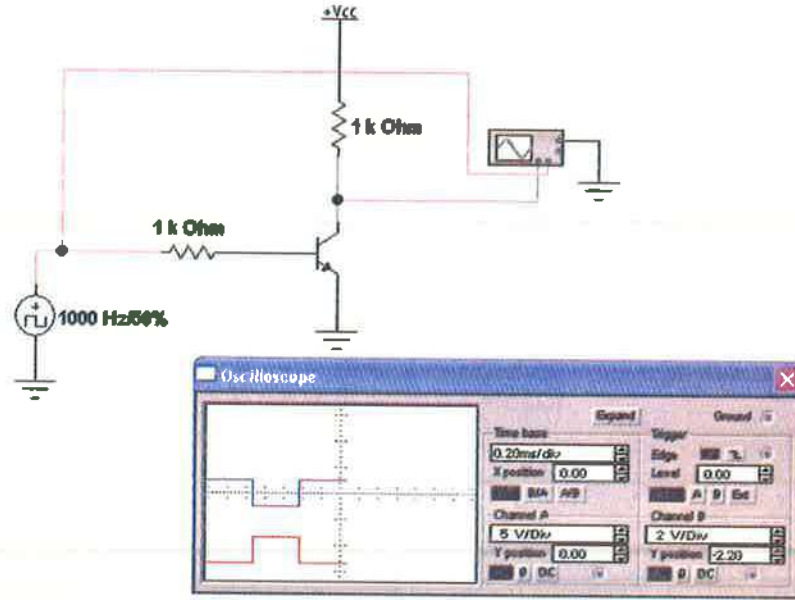 +Vcc
1 k Ohm
1 k Ohm
1000 Hz/50%
Oscilloscope
Expand
Ground
Time base
Trigger
0.20ms/div
Edge
X position 0.00
Level 0.00
B/A A/B
A B Ext
Channel A
Channel B
5 V/Div
2 V/Div
Y position 0.00
Y position -2.20
0 DC
0 DC